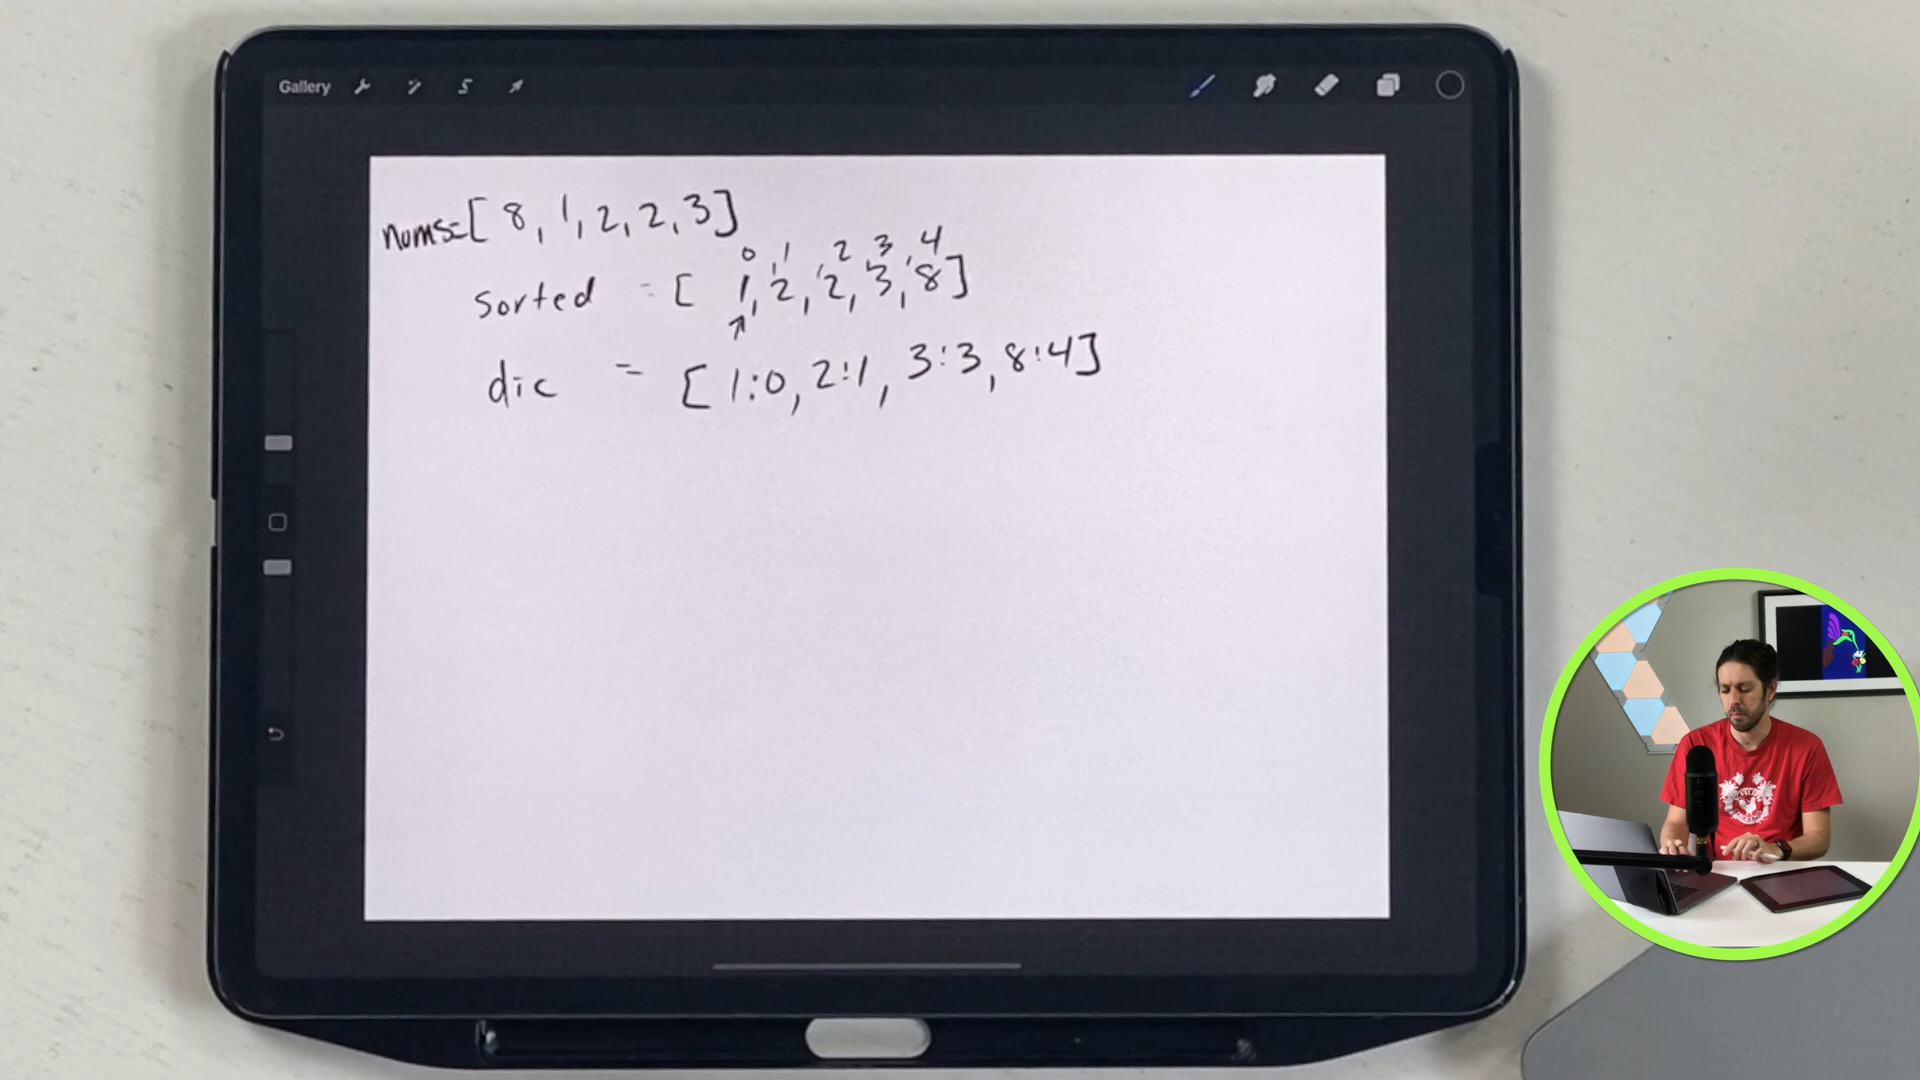 Gallery
nums=[ 8, 1, 2, 2, 3]
0 1 2 3 4
sorted = [ 1, 2, 2, 3, 8]
dic = [ 1:0, 2:1, 3:3, 8:4]